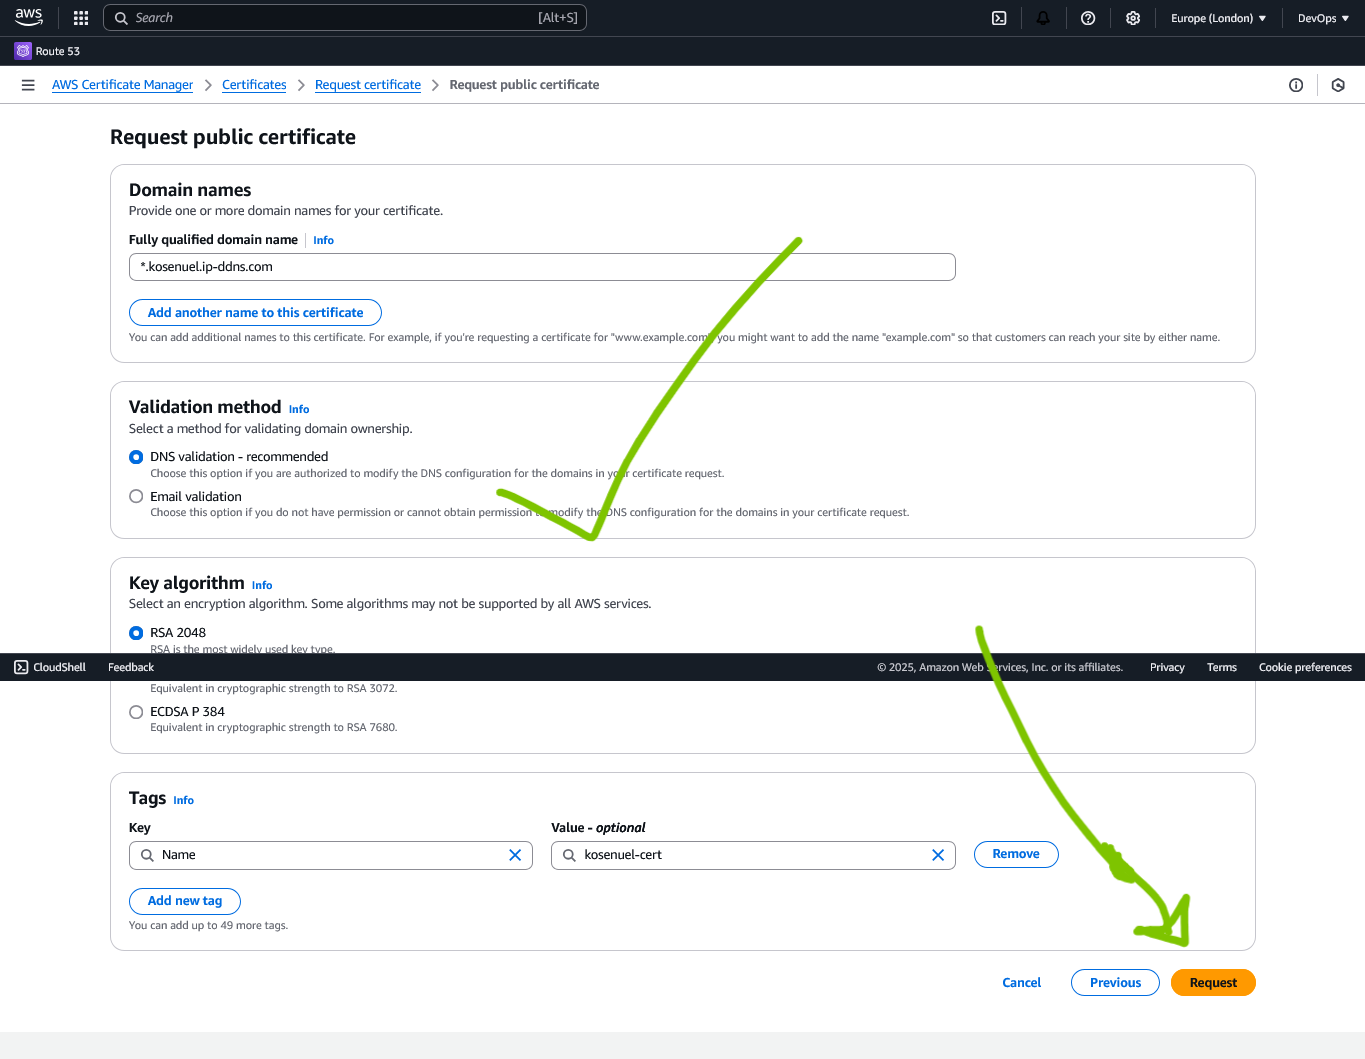 aws
Search [Alt+S] Europe (London) DevOps
Route 53
AWS Certificate Manager Certificates Request certificate Request public certificate
Request public certificate
Domain names
Provide one or more domain names for your certificate.
Fully qualified domain name Info
*.kosenuel.ip-ddns.com
Add another name to this certificate
You can add additional names to this certificate. For example, if you're requesting a certificate for "www.example.com", you might want to add the name "example.com" so that customers can reach your site by either name.
Validation method Info
Select a method for validating domain ownership.
DNS validation - recommended
Choose this option if you are authorized to modify the DNS configuration for the domains in your certificate request.
Email validation
Choose this option if you do not have permission or cannot obtain permission to modify the DNS configuration for the domains in your certificate request.
Key algorithm Info
Select an encryption algorithm. Some algorithms may not be supported by all AWS services.
RSA 2048
RSA is the most widely used key type.
CloudShell Feedback © 2025, Amazon Web Services, Inc. or its affiliates. Privacy Terms Cookie preferences
Equivalent in cryptographic strength to RSA 3072.
ECDSA P 384
Equivalent in cryptographic strength to RSA 7680.
Tags Info
Key Value - optional
Name kosenuel-cert Remove
Add new tag
You can add up to 49 more tags.
Cancel Previous Request